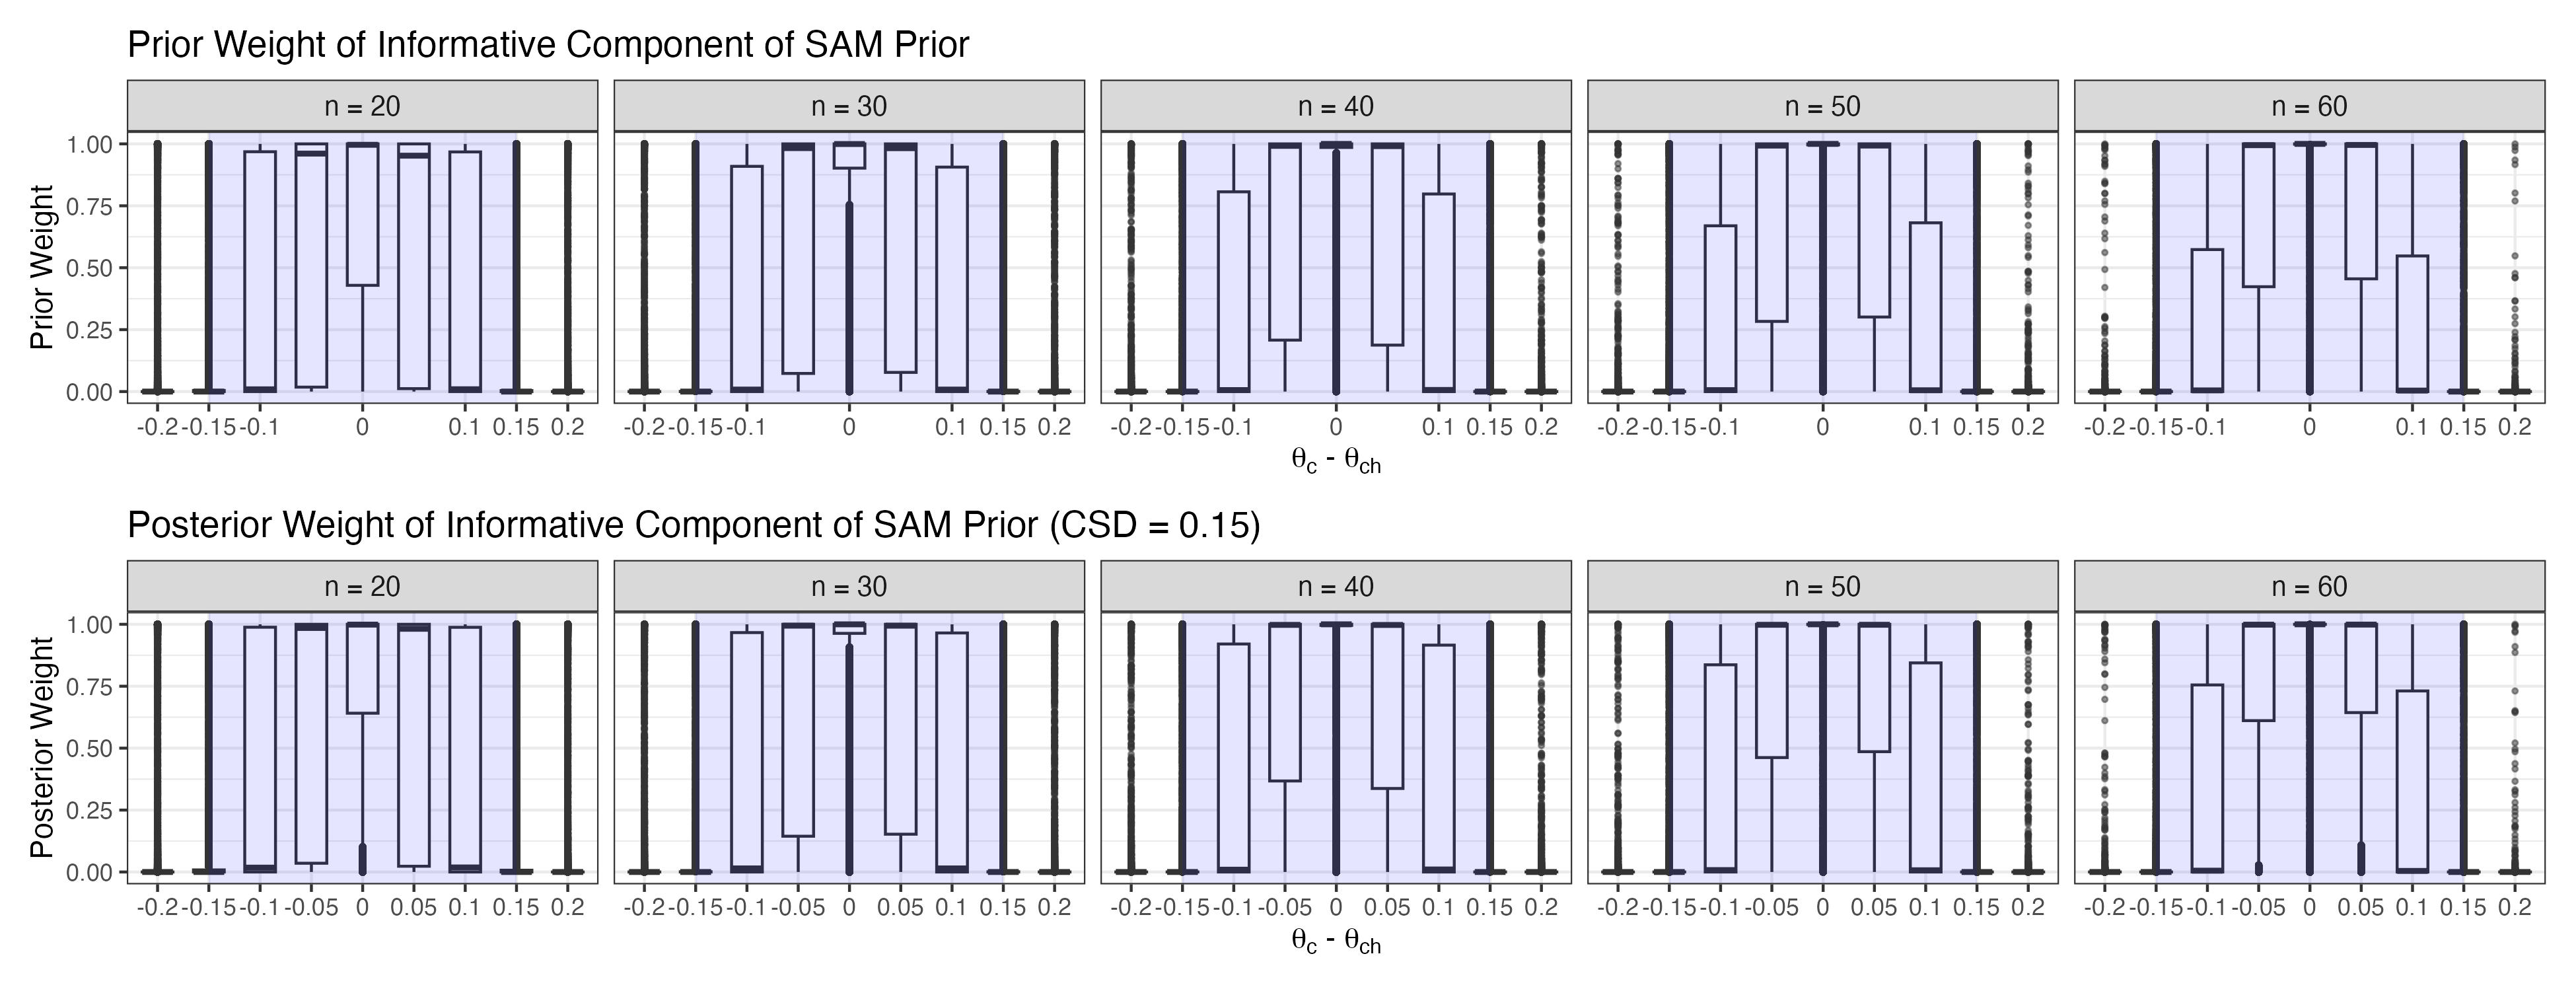 Prior Weight of Informative Component of SAM Prior
n = 20 n = 30 n = 40 n = 50 n = 60
Prior Weight
1.00
0.75
0.50
0.25
0.00
-0.2 -0.15 -0.1 0 0.1 0.15 0.2 -0.2 -0.15 -0.1 0 0.1 0.15 0.2 -0.2 -0.15 -0.1 0 0.1 0.15 0.2 -0.2 -0.15 -0.1 0 0.1 0.15 0.2 -0.2 -0.15 -0.1 0 0.1 0.15 0.2
θc - θch
Posterior Weight of Informative Component of SAM Prior (CSD = 0.15)
n = 20 n = 30 n = 40 n = 50 n = 60
Posterior Weight
1.00
0.75
0.50
0.25
0.00
-0.2 -0.15 -0.1 -0.05 0 0.05 0.1 0.15 0.2 -0.2 -0.15 -0.1 -0.05 0 0.05 0.1 0.15 0.2 -0.2 -0.15 -0.1 -0.05 0 0.05 0.1 0.15 0.2 -0.2 -0.15 -0.1 -0.05 0 0.05 0.1 0.15 0.2 -0.2 -0.15 -0.1 -0.05 0 0.05 0.1 0.15 0.2
θc - θch